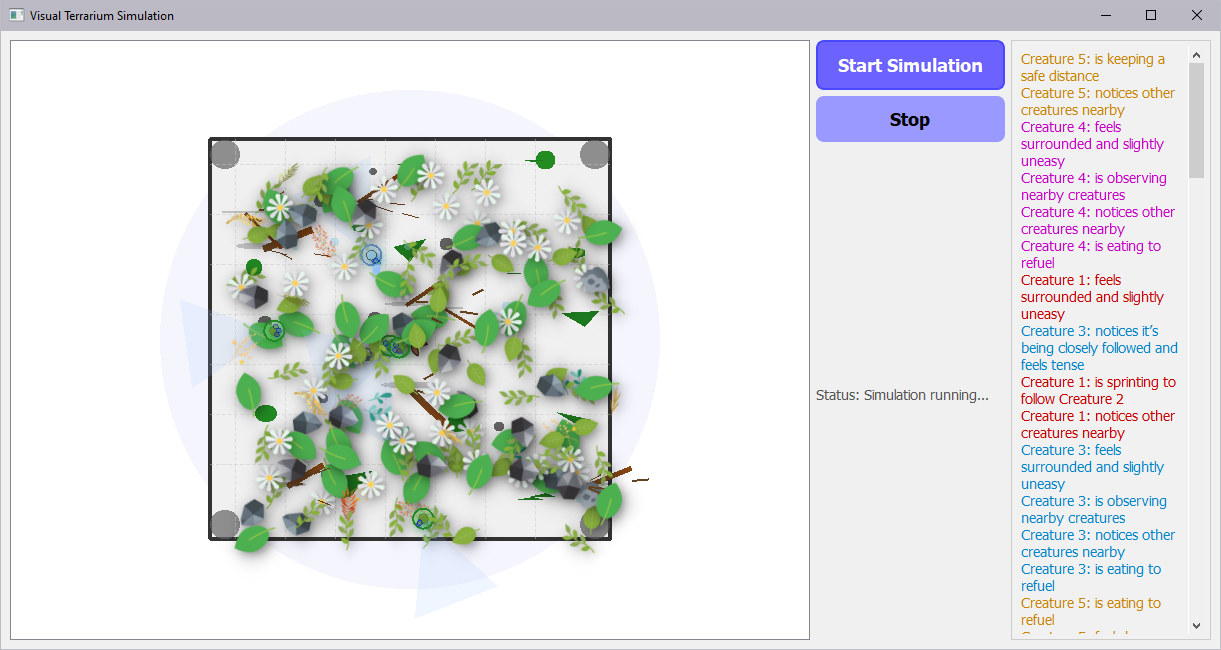 Visual Terrarium Simulation
Start Simulation
Stop
Status: Simulation running...
Creature 5: is keeping a
safe distance
Creature 5: notices other
creatures nearby
Creature 4: feels
surrounded and slightly
uneasy
Creature 4: is observing
nearby creatures
Creature 4: notices other
creatures nearby
Creature 4: is eating to
refuel
Creature 1: feels
surrounded and slightly
uneasy
Creature 3: notices it’s
being closely followed and
feels tense
Creature 1: is sprinting to
follow Creature 2
Creature 1: notices other
creatures nearby
Creature 3: feels
surrounded and slightly
uneasy
Creature 3: is observing
nearby creatures
Creature 3: notices other
creatures nearby
Creature 3: is eating to
refuel
Creature 5: is eating to
refuel